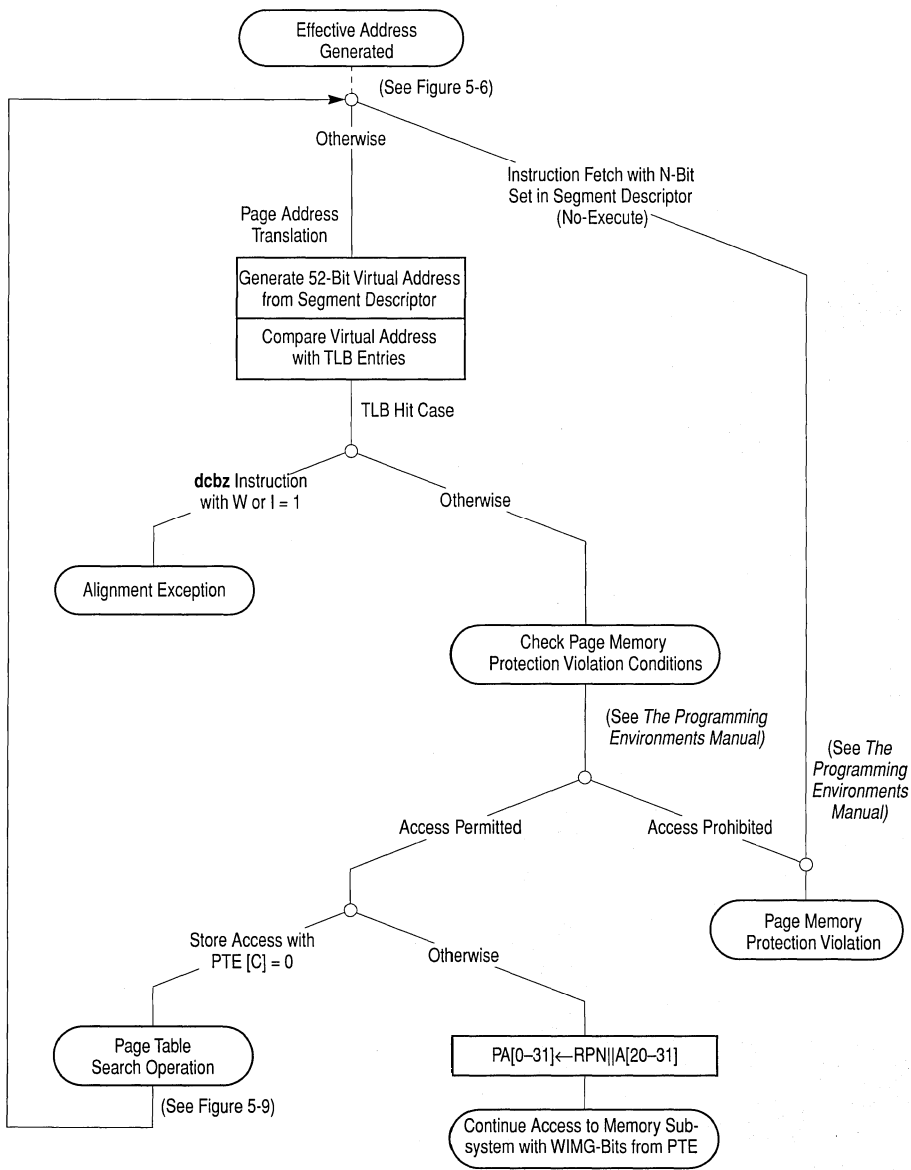 Effective Address
Generated
(See Figure 5-6)
Otherwise
Instruction Fetch with N-Bit
Set in Segment Descriptor
(No-Execute)
Page Address
Translation
Generate 52-Bit Virtual Address
from Segment Descriptor
Compare Virtual Address
with TLB Entries
TLB Hit Case
dcbz Instruction
with W or I = 1
Otherwise
Alignment Exception
Check Page Memory
Protection Violation Conditions
(See The Programming
Environments Manual)
(See The
Programming
Environments
Manual)
Access Permitted
Access Prohibited
Page Memory
Protection Violation
Store Access with
PTE [C] = 0
Otherwise
Page Table
Search Operation
PA[0–31]←RPN||A[20–31]
(See Figure 5-9)
Continue Access to Memory Sub-
system with WIMG-Bits from PTE